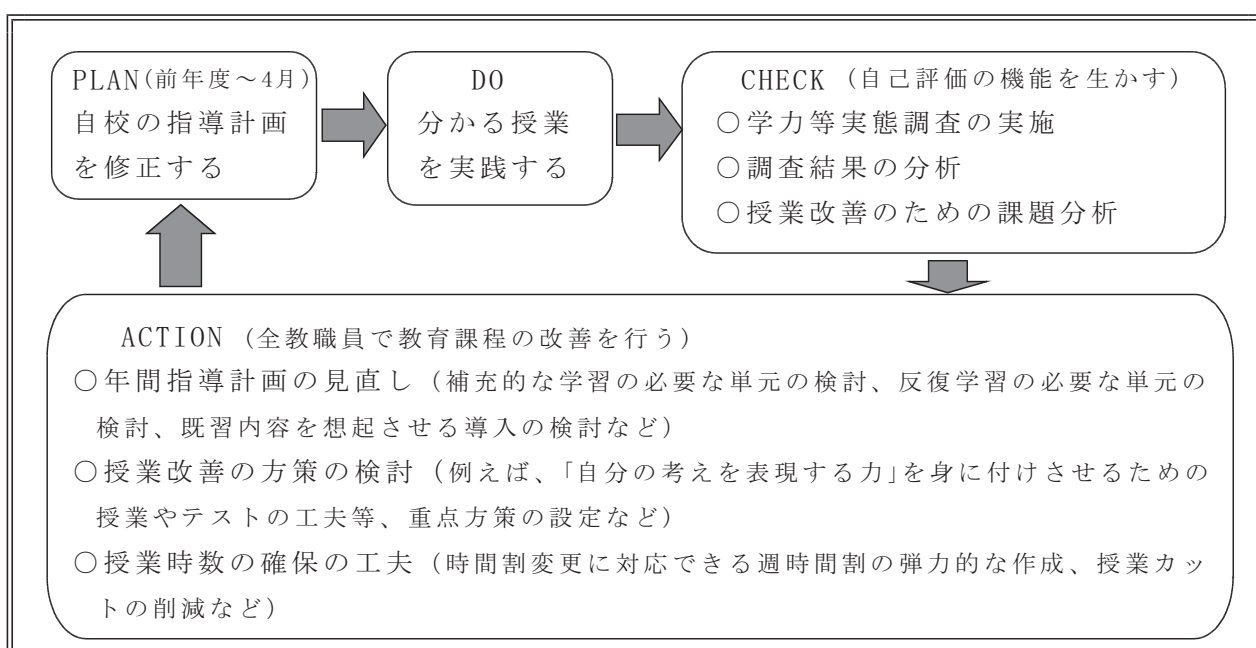 PLAN(前年度～4月)
自校の指導計画
を修正する
DO
分かる授業
を実践する
CHECK（自己評価の機能を生かす）
○学力等実態調査の実施
○調査結果の分析
○授業改善のための課題分析
ACTION（全教職員で教育課程の改善を行う）
○年間指導計画の見直し（補充的な学習の必要な単元の検討、反復学習の必要な単元の
検討、既習内容を想起させる導入の検討など）
○授業改善の方策の検討（例えば、「自分の考えを表現する力」を身に付けさせるための
授業やテストの工夫等、重点方策の設定など）
○授業時数の確保の工夫（時間割変更に対応できる週時間割の弾力的な作成、授業カッ
トの削減など）